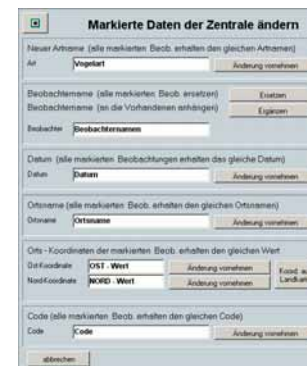 Markierte Daten der Zentrale ändern
Neuer Artname (alle markierten Beob. erhalten den gleichen Artnamen)
Art Vogelart Änderung vornehmen
Beobachtername (alle markierten Beob. ersetzen) Ersetzen
Beobachtername (an die Vorhandenen anhängen) Ergänzen
Beobachter Beobachternamen
Datum (alle markierten Beobachtungen erhalten das gleiche Datum)
Datum Datum Änderung vornehmen
Ortsname (alle markierten Beob. erhalten den gleichen Ortsnamen)
Ortsname Ortsname Änderung vornehmen
Orts - Koordinaten der markierten Beob. erhalten den gleichen Wert
Ost-Koordinate OST - Wert Änderung vornehmen
Nord-Koordinate NORD - Wert Änderung vornehmen
Koord. Landkart
Code (alle markierten Beob. erhalten den gleichen Code)
Code Code Änderung vornehmen
abbrechen